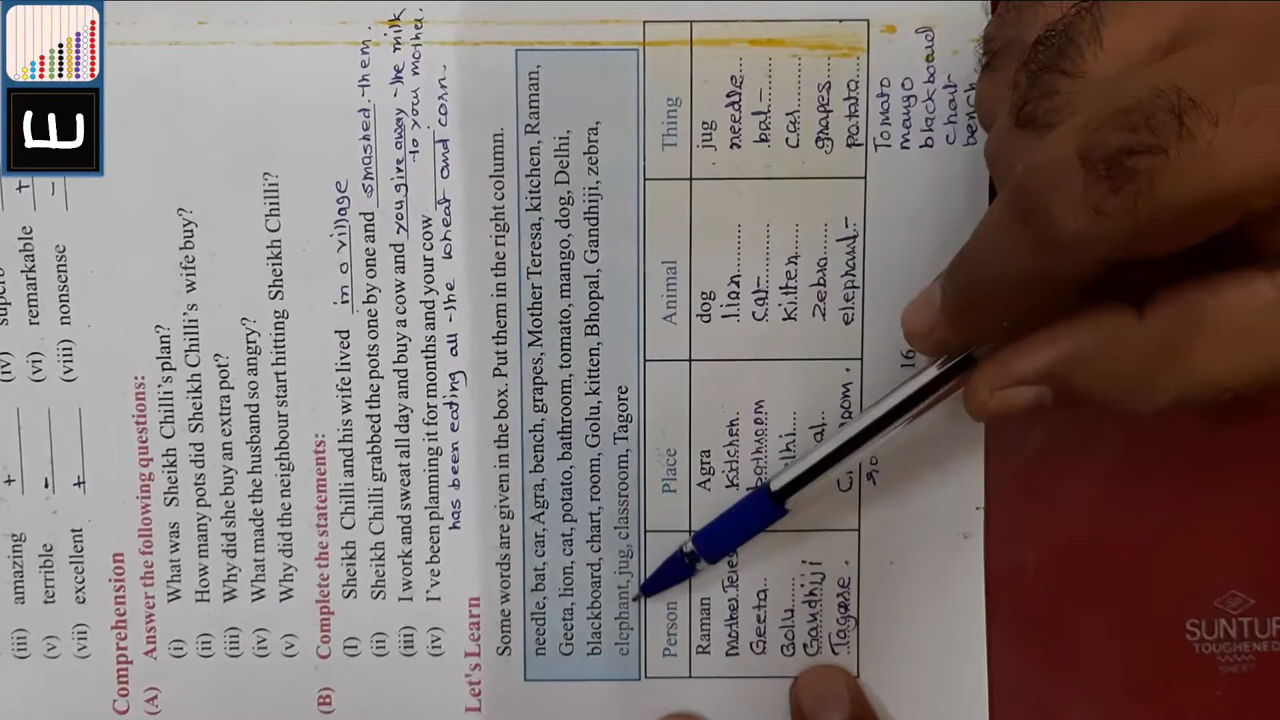 E
(iii) amazing +
(iv)
(v) terrible -
(vi) remarkable +
(vii) excellent +
(viii) nonsense -
Comprehension
(A) Answer the following questions:
(i) What was Sheikh Chilli's plan?
(ii) How many pots did Sheikh Chilli's wife buy?
(iii) Why did she buy an extra pot?
(iv) What made the husband so angry?
(v) Why did the neighbour start hitting Sheikh Chilli?
(B) Complete the statements:
(I) Sheikh Chilli and his wife lived in a village
(ii) Sheikh Chilli grabbed the pots one by one and smashed them.
(iii) I work and sweat all day and buy a cow and you give away the milk
to your mother.
(iv) I've been planning it for months and your cow
has been eating all the wheat and corn.
Let's Learn
Some words are given in the box. Put them in the right column.
needle, bat, car, Agra, bench, grapes, Mother Teresa, kitchen, Raman,
Geeta, lion, cat, potato, bathroom, tomato, mango, dog, Delhi,
blackboard, chart, room, Golu, kitten, Bhopal, Gandhiji, zebra,
elephant, jug, classroom, Tagore
Person Place Animal Thing
Raman Agra dog jug
Mother Kitchen lion needle
Geeta cat bat
Golu kitten car
Gandhiji zebra grapes
Tagore. elephant potato
Tomato
mango
blackboard
chart
bench
16
SUNTUF
TOUGHENED